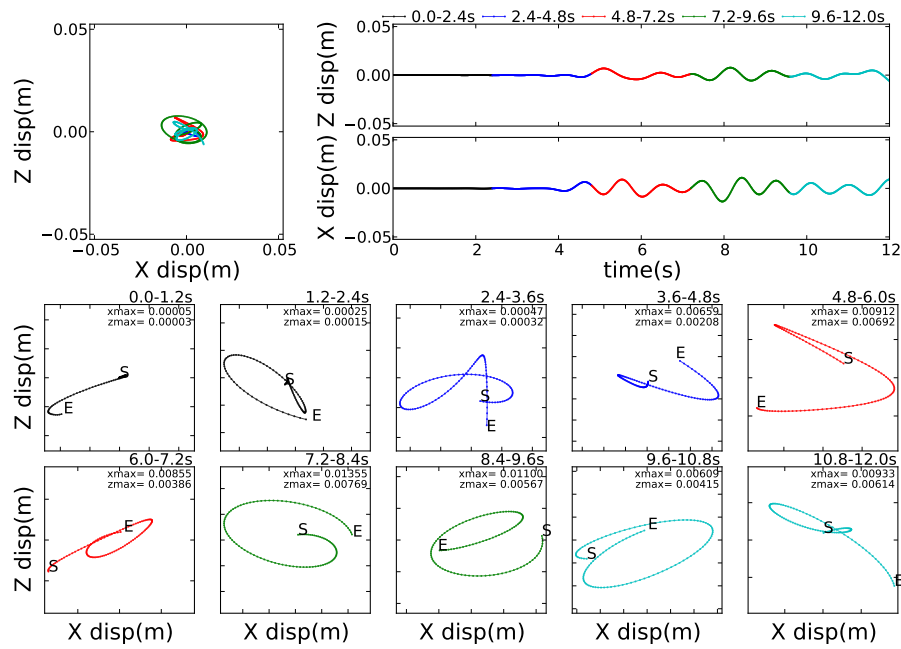 0.0-2.4s 2.4-4.8s 4.8-7.2s 7.2-9.6s 9.6-12.0s
0.05
0.00
−0.05
−0.05 0.00 0.05
Z disp(m)
X disp(m)
0.05
0.00
−0.05
Z disp(m)
0.05
0.00
−0.05
X disp(m)
0 2 4 6 8 10 12
time(s)
0.0-1.2s
xmax= 0.00005
zmax= 0.00003
S
E
1.2-2.4s
xmax= 0.00025
zmax= 0.00015
S
E
2.4-3.6s
xmax= 0.00047
zmax= 0.00032
S
E
3.6-4.8s
xmax= 0.00659
zmax= 0.00208
S
E
4.8-6.0s
xmax= 0.00912
zmax= 0.00692
S
E
Z disp(m)
6.0-7.2s
xmax= 0.00855
zmax= 0.00386
S
E
7.2-8.4s
xmax= 0.01355
zmax= 0.00769
S
E
8.4-9.6s
xmax= 0.01100
zmax= 0.00567
S
E
9.6-10.8s
xmax= 0.00609
zmax= 0.00415
S
E
10.8-12.0s
xmax= 0.00933
zmax= 0.00614
S
E
Z disp(m)
X disp(m) X disp(m) X disp(m) X disp(m) X disp(m)